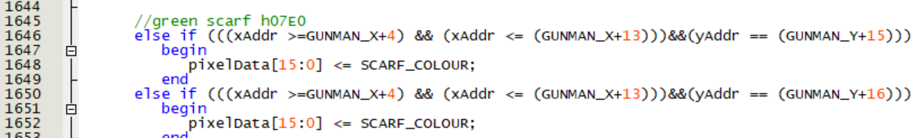 1644
1645 //green scarf h07E0
1646 else if (((xAddr >=GUNMAN_X+4) && (xAddr <= (GUNMAN_X+13)))&&(yAddr == (GUNMAN_Y+15)))
1647 begin
1648 pixelData[15:0] <= SCARF_COLOUR;
1649 end
1650 else if (((xAddr >=GUNMAN_X+4) && (xAddr <= (GUNMAN_X+13)))&&(yAddr == (GUNMAN_Y+16)))
1651 begin
1652 pixelData[15:0] <= SCARF_COLOUR;
1653 end